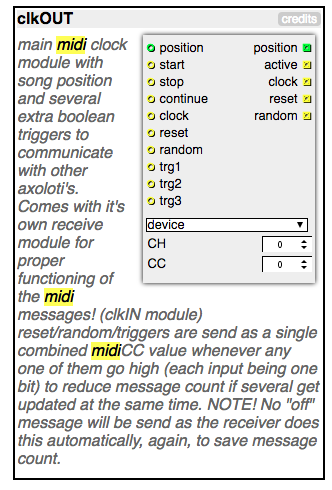 clkOUT credits
main midi clock
module with
song position
and several
extra boolean
triggers to
communicate
with other
axoloti's.
Comes with it's
own receive
module for
proper
functioning of
the midi
messages! (clkIN module)
reset/random/triggers are send as a single
combined midiCC value whenever any
one of them go high (each input being one
bit) to reduce message count if several get
updated at the same time. NOTE! No "off"
message will be send as the receiver does
this automatically, again, to save message
count.
position position
start active
stop clock
continue reset
clock random
reset
random
trg1
trg2
trg3
device
CH 0
CC 0